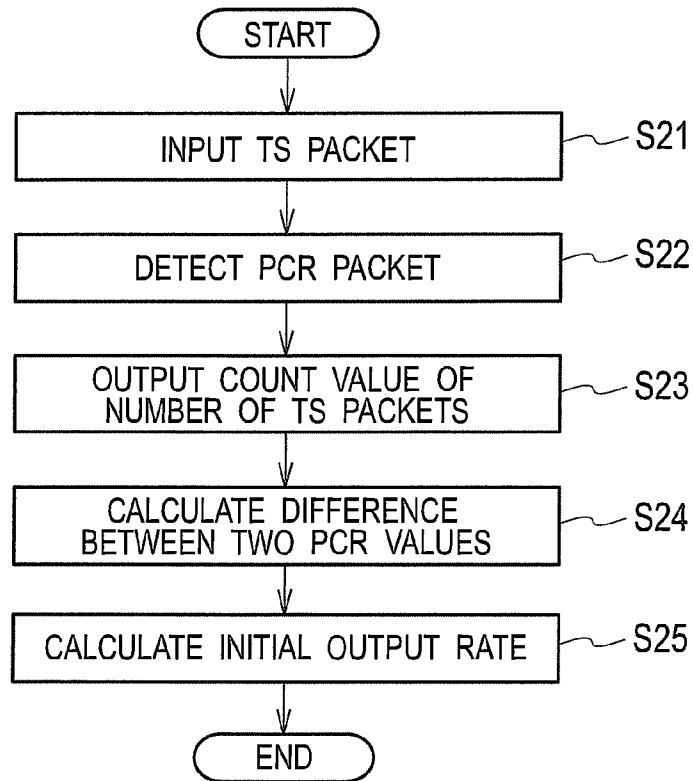 START
INPUT TS PACKET
S21
DETECT PCR PACKET
S22
OUTPUT COUNT VALUE OF
NUMBER OF TS PACKETS
S23
CALCULATE DIFFERENCE
BETWEEN TWO PCR VALUES
S24
CALCULATE INITIAL OUTPUT RATE
S25
END